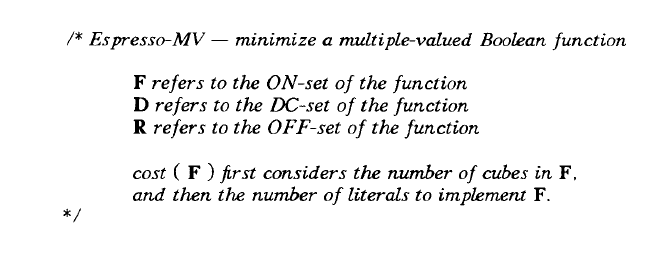 /* Espresso-MV — minimize a multiple-valued Boolean function
F refers to the ON-set of the function
D refers to the DC-set of the function
R refers to the OFF-set of the function
cost ( F ) first considers the number of cubes in F,
and then the number of literals to implement F.
*/